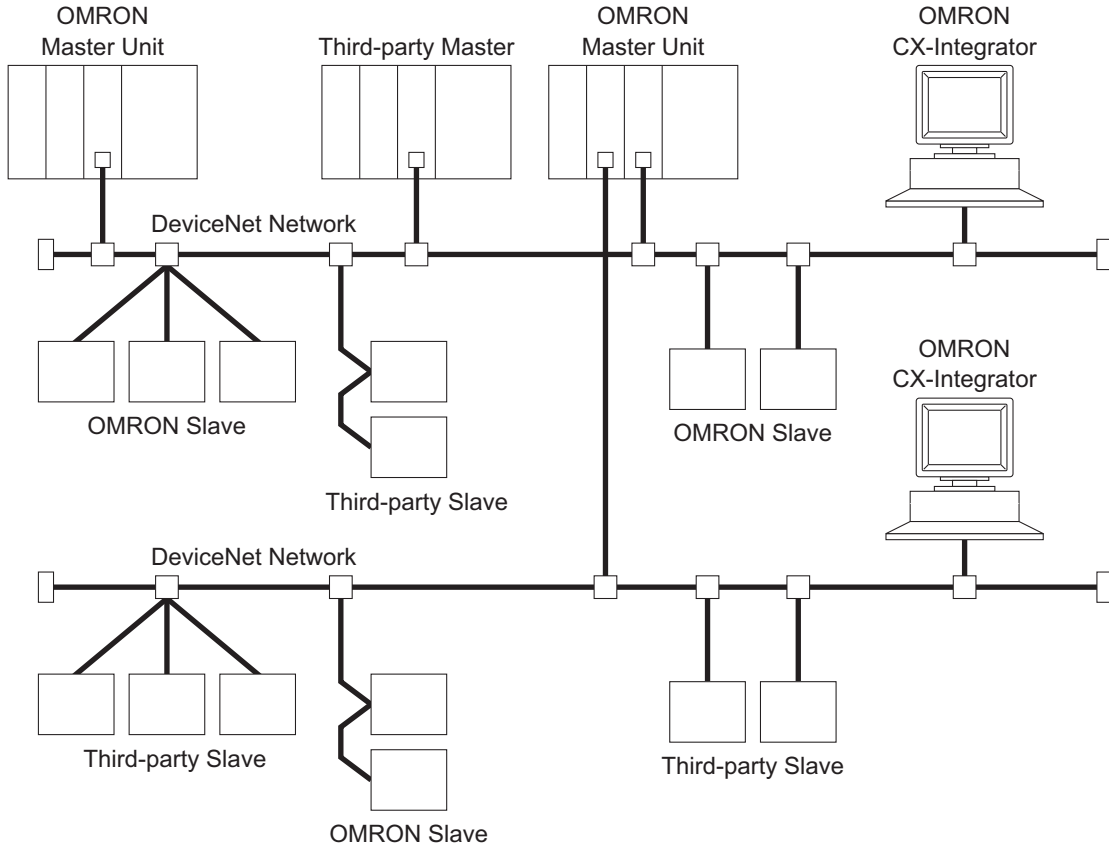 OMRON
Master Unit
Third-party Master
OMRON
Master Unit
OMRON
CX-Integrator
DeviceNet Network
OMRON Slave
Third-party Slave
OMRON Slave
OMRON
CX-Integrator
DeviceNet Network
Third-party Slave
OMRON Slave
Third-party Slave